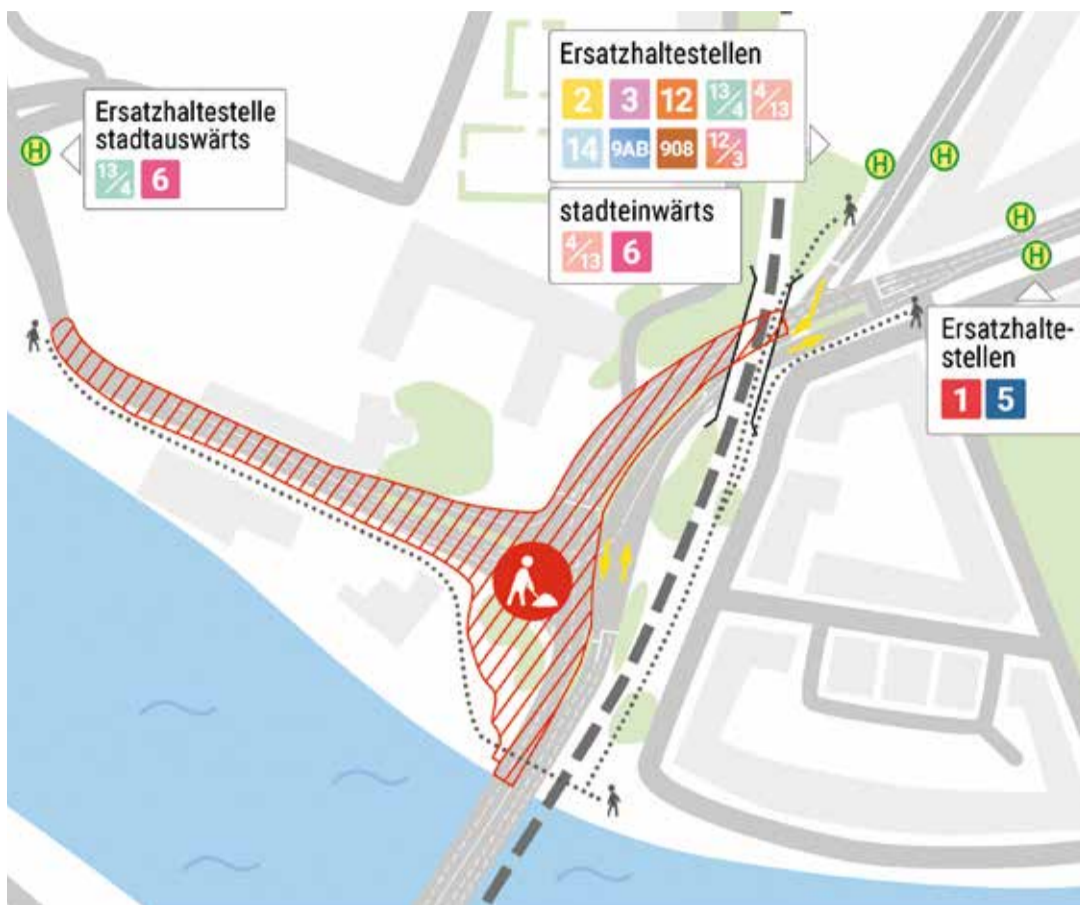 Ersatzhaltestelle
stadtauswärts
13/4 6
H
Ersatzhaltestellen
2 3 12 13/4 4/13
14 9AB 908 12/3
H H
stadteinwärts
4/13 6
H
H
Ersatzhalte-
stellen
1 5